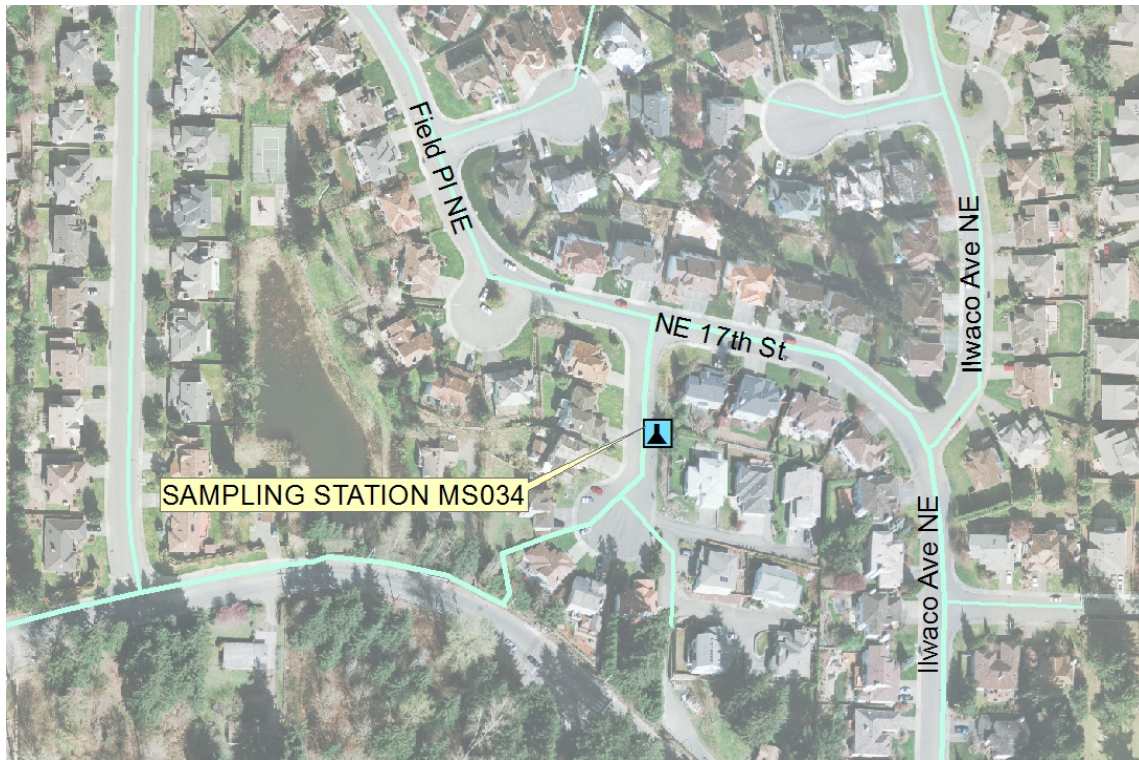 Field Pl NE
NE 17th St
Ilwaco Ave NE
SAMPLING STATION MS034
Ilwaco Ave NE